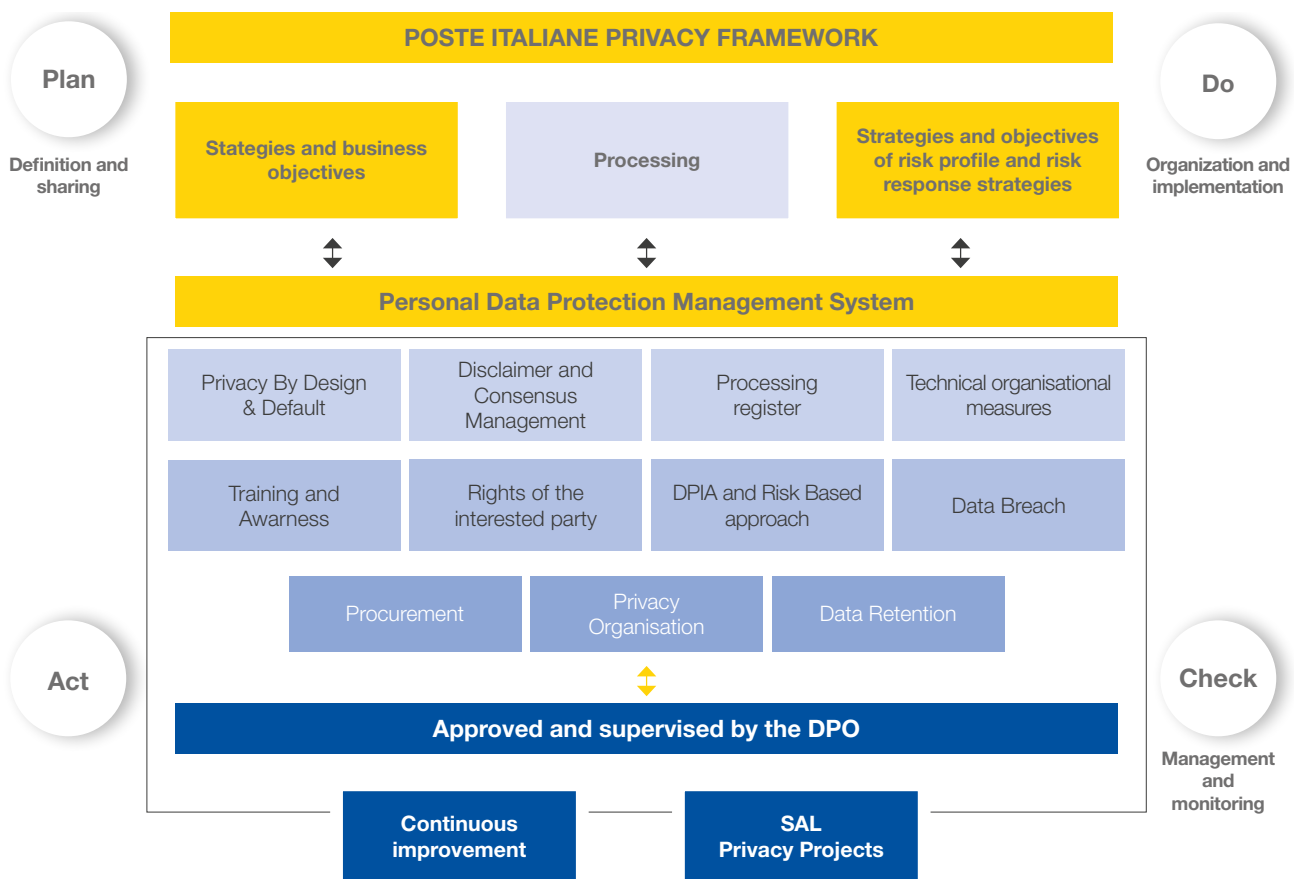 POSTE ITALIANE PRIVACY FRAMEWORK
Plan
Definition and
sharing
Do
Organization and
implementation
Stategies and business
objectives
Processing
Strategies and objectives
of risk profile and risk
response strategies
Personal Data Protection Management System
Privacy By Design
& Default
Disclaimer and
Consensus
Management
Processing
register
Technical organisational
measures
Training and
Awarness
Rights of the
interested party
DPIA and Risk Based
approach
Data Breach
Procurement
Privacy
Organisation
Data Retention
Act
Check
Management
and
monitoring
Approved and supervised by the DPO
Continuous
improvement
SAL
Privacy Projects